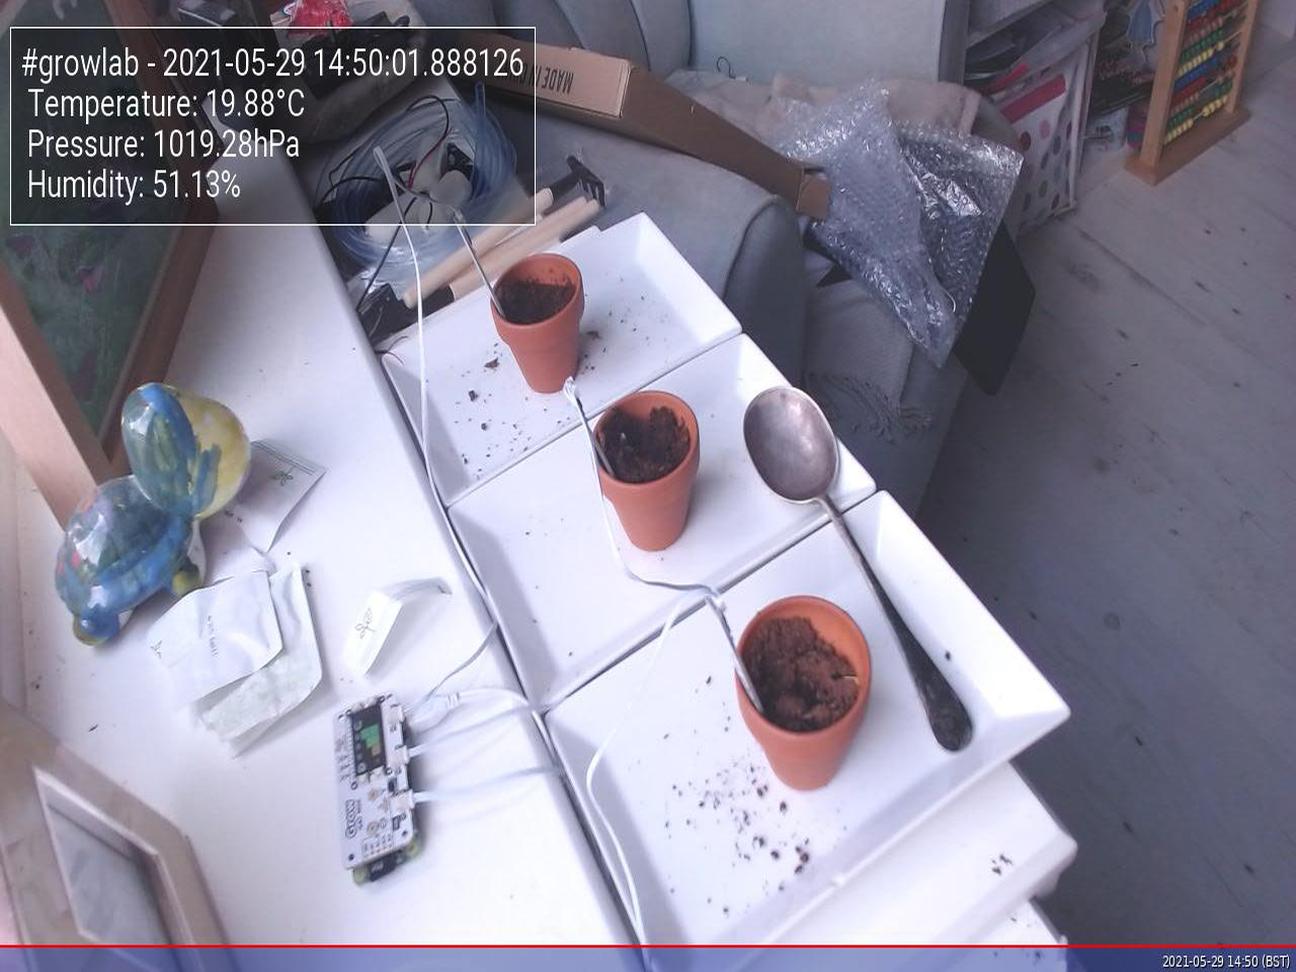 #growlab - 2021-05-29 14:50:01.888126
Temperature: 19.88°C
Pressure: 1019.28hPa
Humidity: 51.13%
MADE IN
Grow
2021-05-29 14:50 (BST)